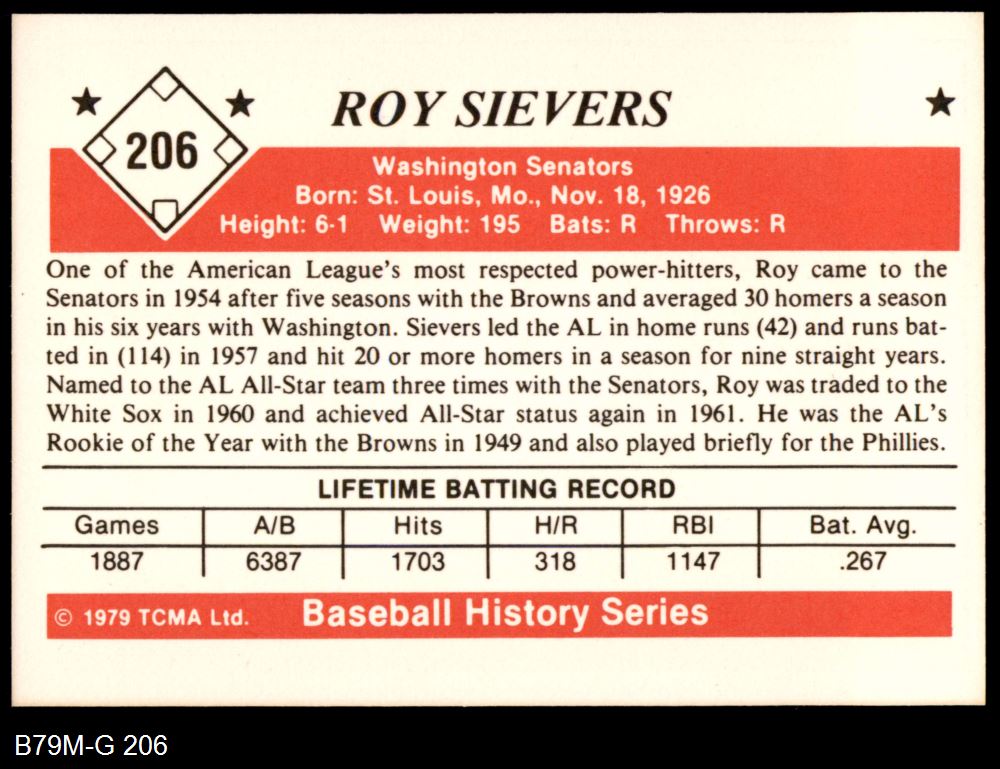 206
ROY SIEVERS
Washington Senators
Born: St. Louis, Mo., Nov. 18, 1926
Height: 6-1 Weight: 195 Bats: R Throws: R
One of the American League's most respected power-hitters, Roy came to the
Senators in 1954 after five seasons with the Browns and averaged 30 homers a season
in his six years with Washington. Sievers led the AL in home runs (42) and runs bat-
ted in (114) in 1957 and hit 20 or more homers in a season for nine straight years.
Named to the AL All-Star team three times with the Senators, Roy was traded to the
White Sox in 1960 and achieved All-Star status again in 1961. He was the AL's
Rookie of the Year with the Browns in 1949 and also played briefly for the Phillies.
LIFETIME BATTING RECORD
Games A/B Hits H/R RBI Bat. Avg.
1887 6387 1703 318 1147 .267
© 1979 TCMA Ltd. Baseball History Series
B79M-G 206